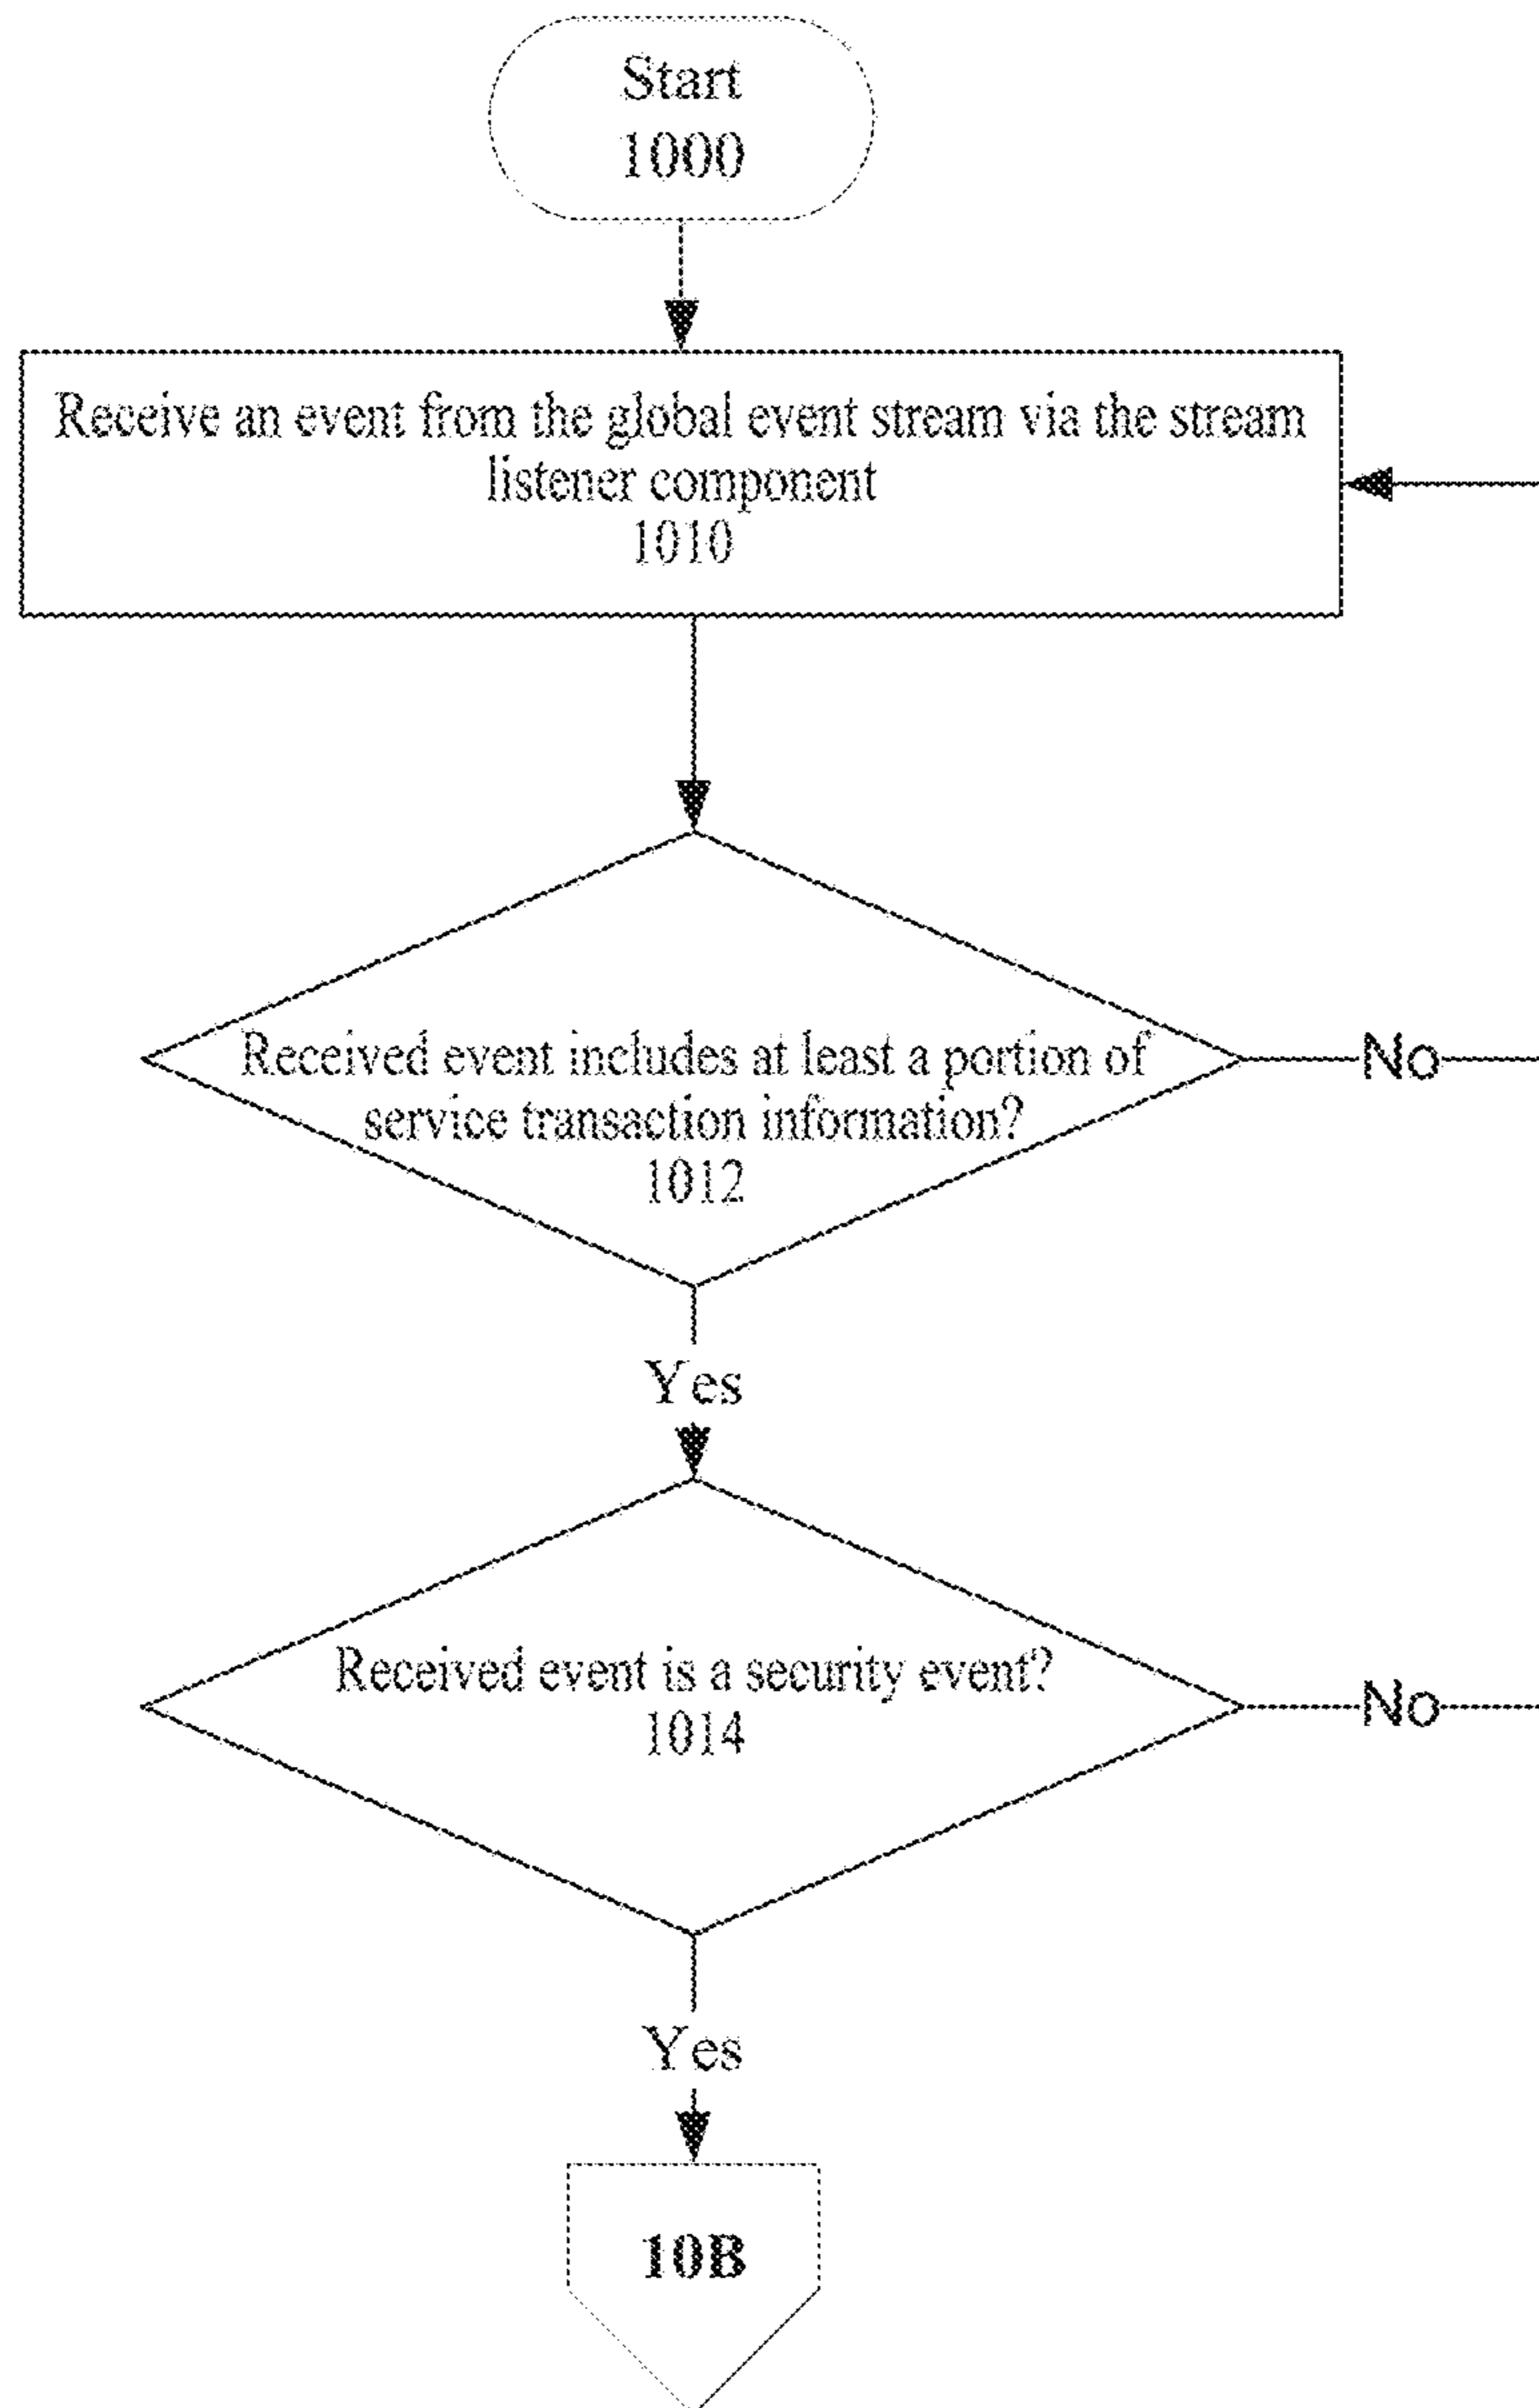 Start
1000
Receive an event from the global event stream via the stream
listener component
1010
Received event includes at least a portion of
service transaction information?
1012
No
Yes
Received event is a security event?
1014
No
Yes
10B